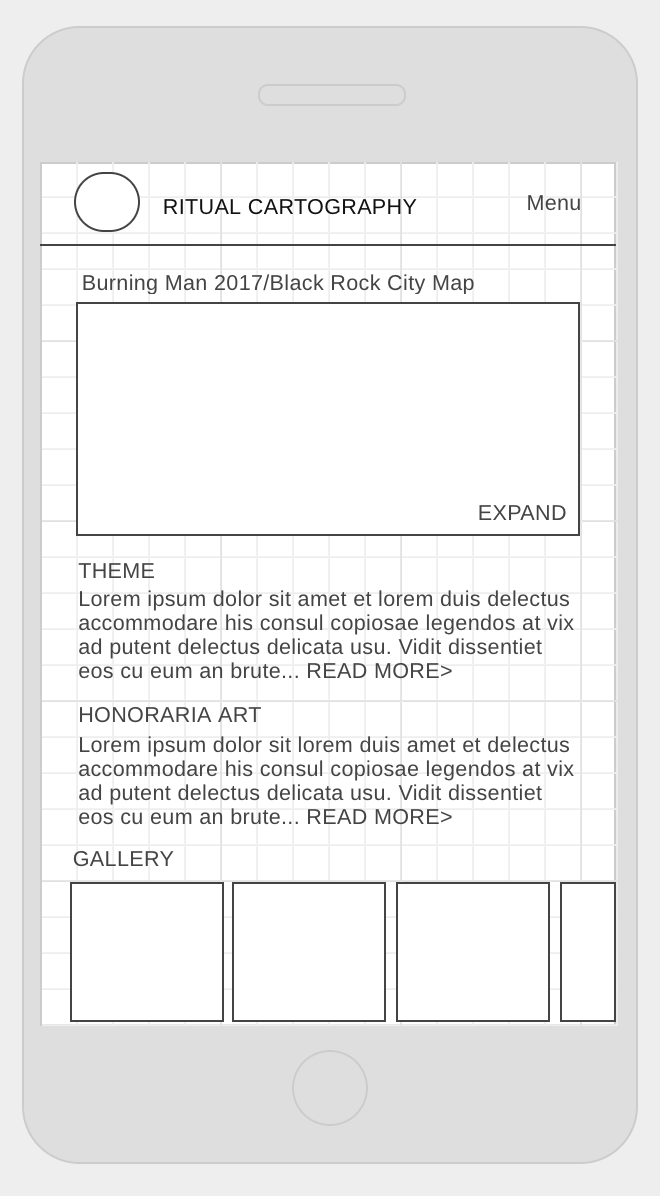 RITUAL CARTOGRAPHY
Menu
Burning Man 2017/Black Rock City Map
EXPAND
THEME
Lorem ipsum dolor sit amet et lorem duis delectus
accommodare his consul copiosae legendos at vix
ad putent delectus delicata usu. Vidit dissentiet
eos cu eum an brute... READ MORE>
HONORARIA ART
Lorem ipsum dolor sit lorem duis amet et delectus
accommodare his consul copiosae legendos at vix
ad putent delectus delicata usu. Vidit dissentiet
eos cu eum an brute... READ MORE>
GALLERY